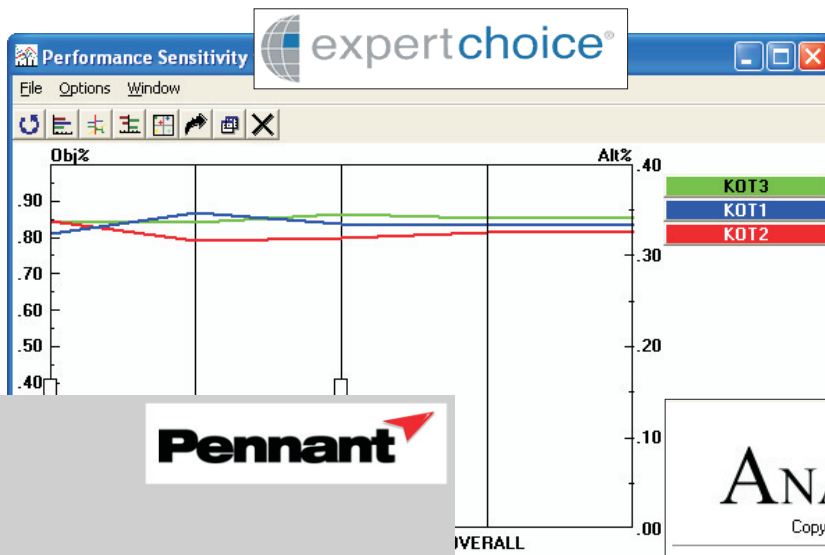 expertchoice®
Performance Sensitivity
File Options Window
Obj% Alt%
.40
.90
KOT3
KOT1
.80
KOT2
.30
.70
.60
.50
.20
.40
Pennant
.10
.00